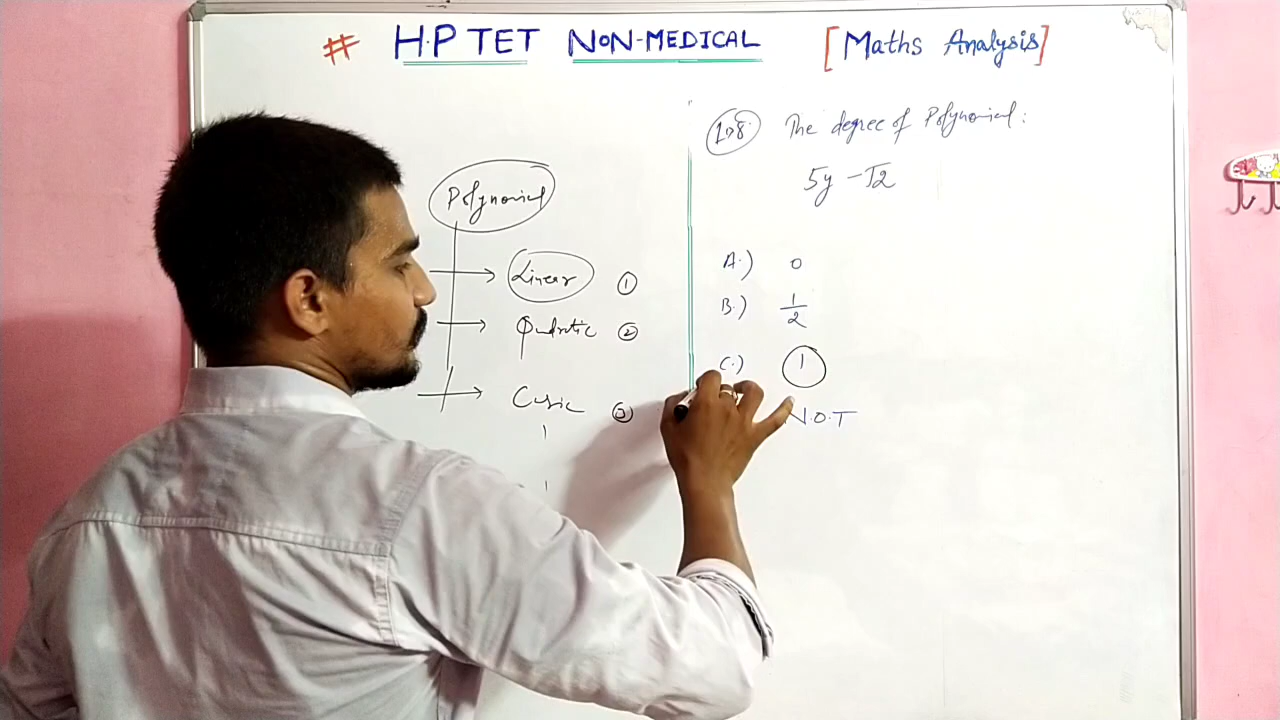 # H.P TET NON-MEDICAL [Maths Analysis]
Polynomial
Linear 1
Quadratic 2
Cubic 3
108. The degree of Polynomial:
5y - √2
A.) 0
B.) 1/2
C.) 1
N.O.T